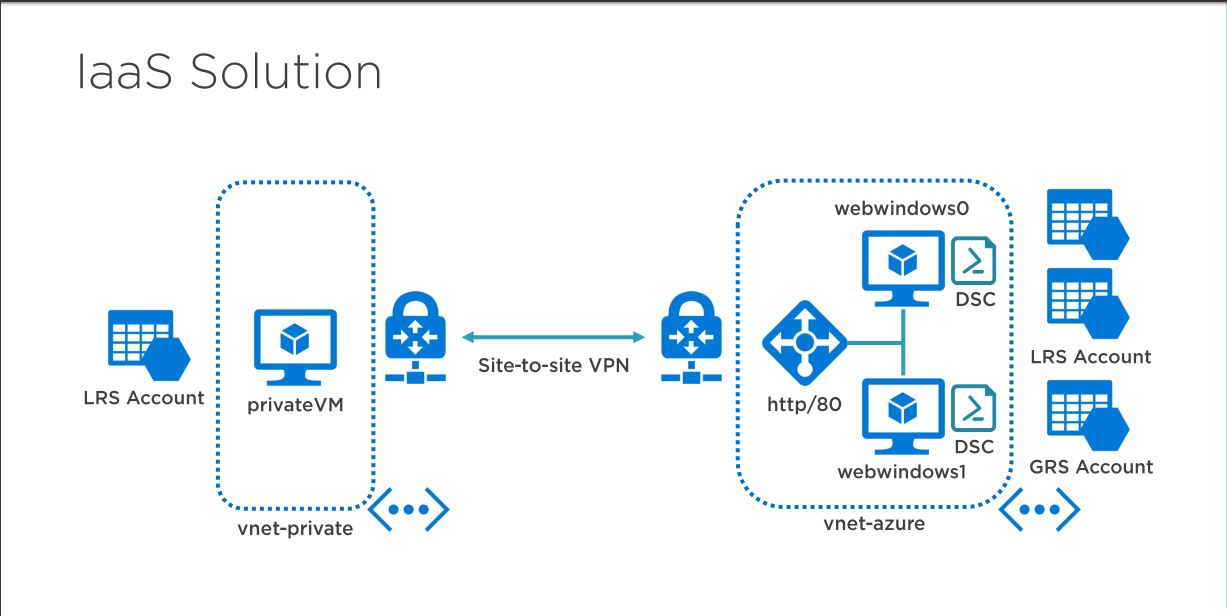 IaaS Solution
webwindows0
DSC
LRS Account
Site-to-site VPN
LRS Account
privateVM
http/80
DSC
webwindows1
GRS Account
vnet-private
vnet-azure